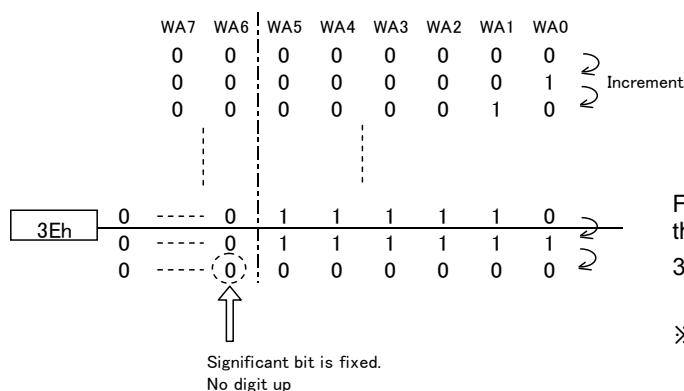 WA7 WA6 WA5 WA4 WA3 WA2 WA1 WA0
0 0 0 0 0 0 0 0
0 0 0 0 0 0 0 1
0 0 0 0 0 0 1 0
Increment
3Eh
0 ----- 0 1 1 1 1 1 0
0 ----- 0 1 1 1 1 1 1
0 ----- 0 0 0 0 0 0 0
Significant bit is fixed.
No digit up
F
th
3
※